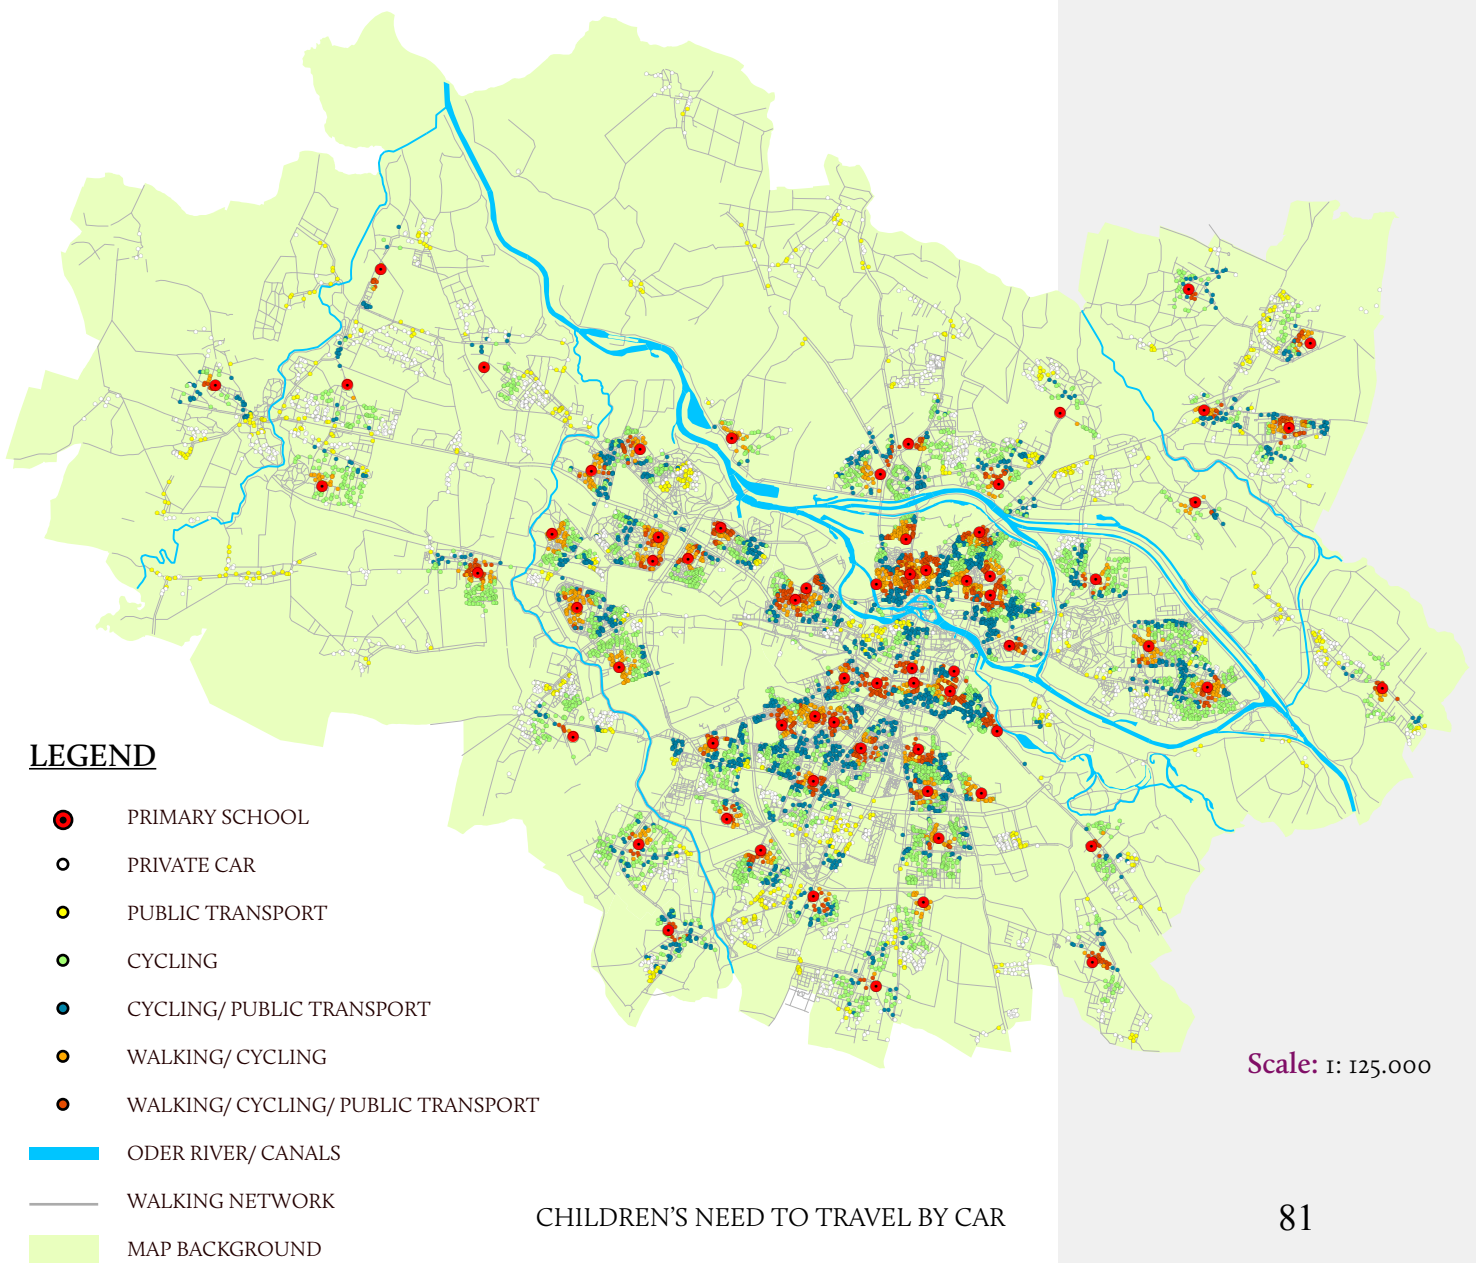 LEGEND
PRIMARY SCHOOL
PRIVATE CAR
PUBLIC TRANSPORT
CYCLING
CYCLING/ PUBLIC TRANSPORT
WALKING/ CYCLING
WALKING/ CYCLING/ PUBLIC TRANSPORT
ODER RIVER/ CANALS
WALKING NETWORK
MAP BACKGROUND
Scale: 1: 125.000
CHILDREN'S NEED TO TRAVEL BY CAR
81